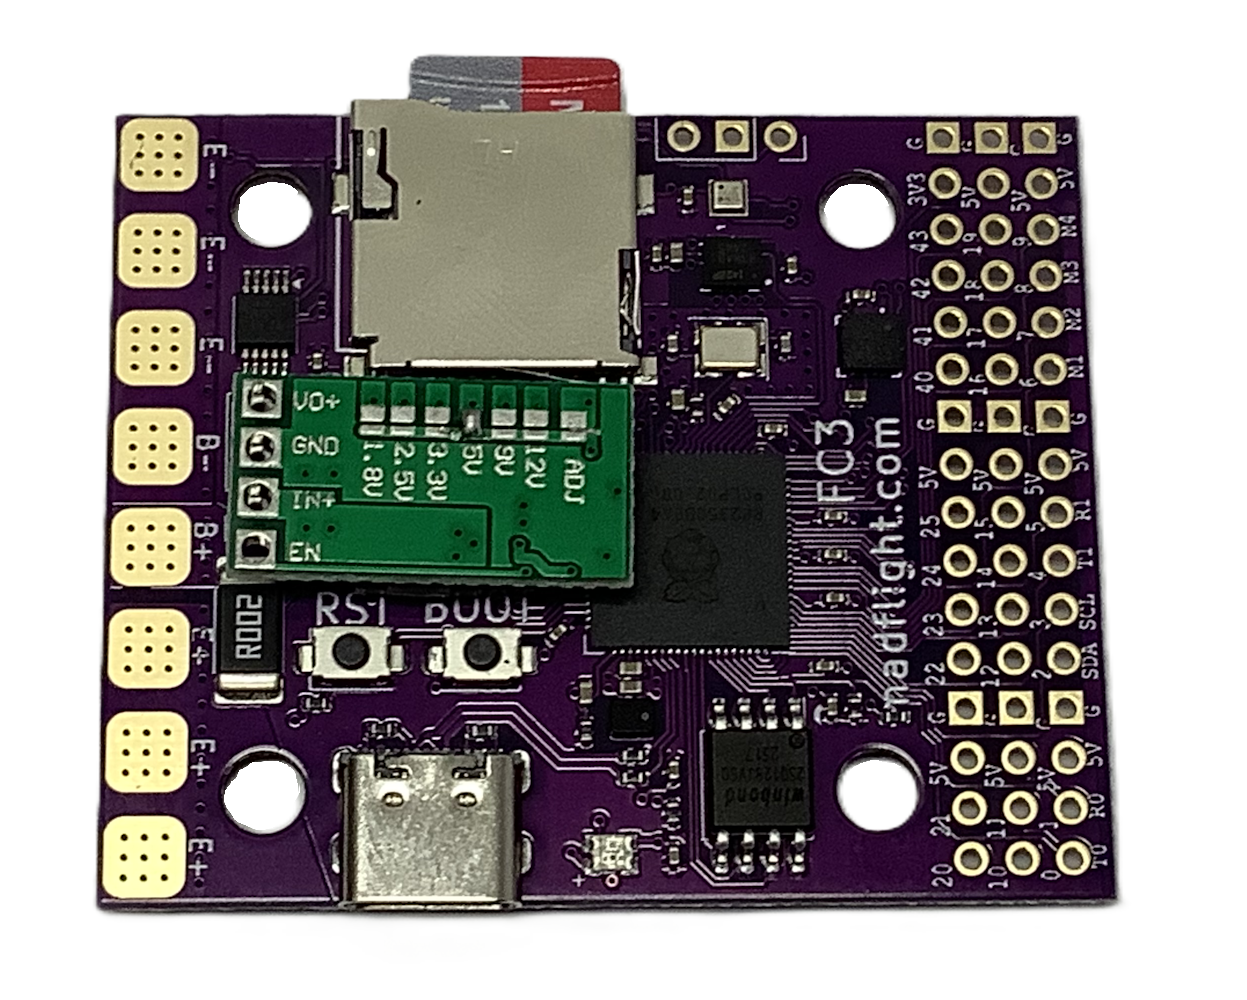 E-
E-
E-
B-
B+
E+
E+
E+
VO+
GND
IN+
EN
1.8V
2.5V
3.3V
5V
9V
12V
ADJ
R002
RST
BOOT
FC3
madflight.com
winbond
25Q128JVSQ
G G G G
3V3 5V 5V 5V
43 19 9 M4
42 18 8 M3
41 17 7 M2
40 16 6 M1
G G G G
5V 5V 5V 5V
25 15 5 R1
24 14 4 T1
23 13 3 SCL
22 12 2 SDA
G G G G
5V 5V 5V 5V
21 11 1 R0
20 10 0 T0